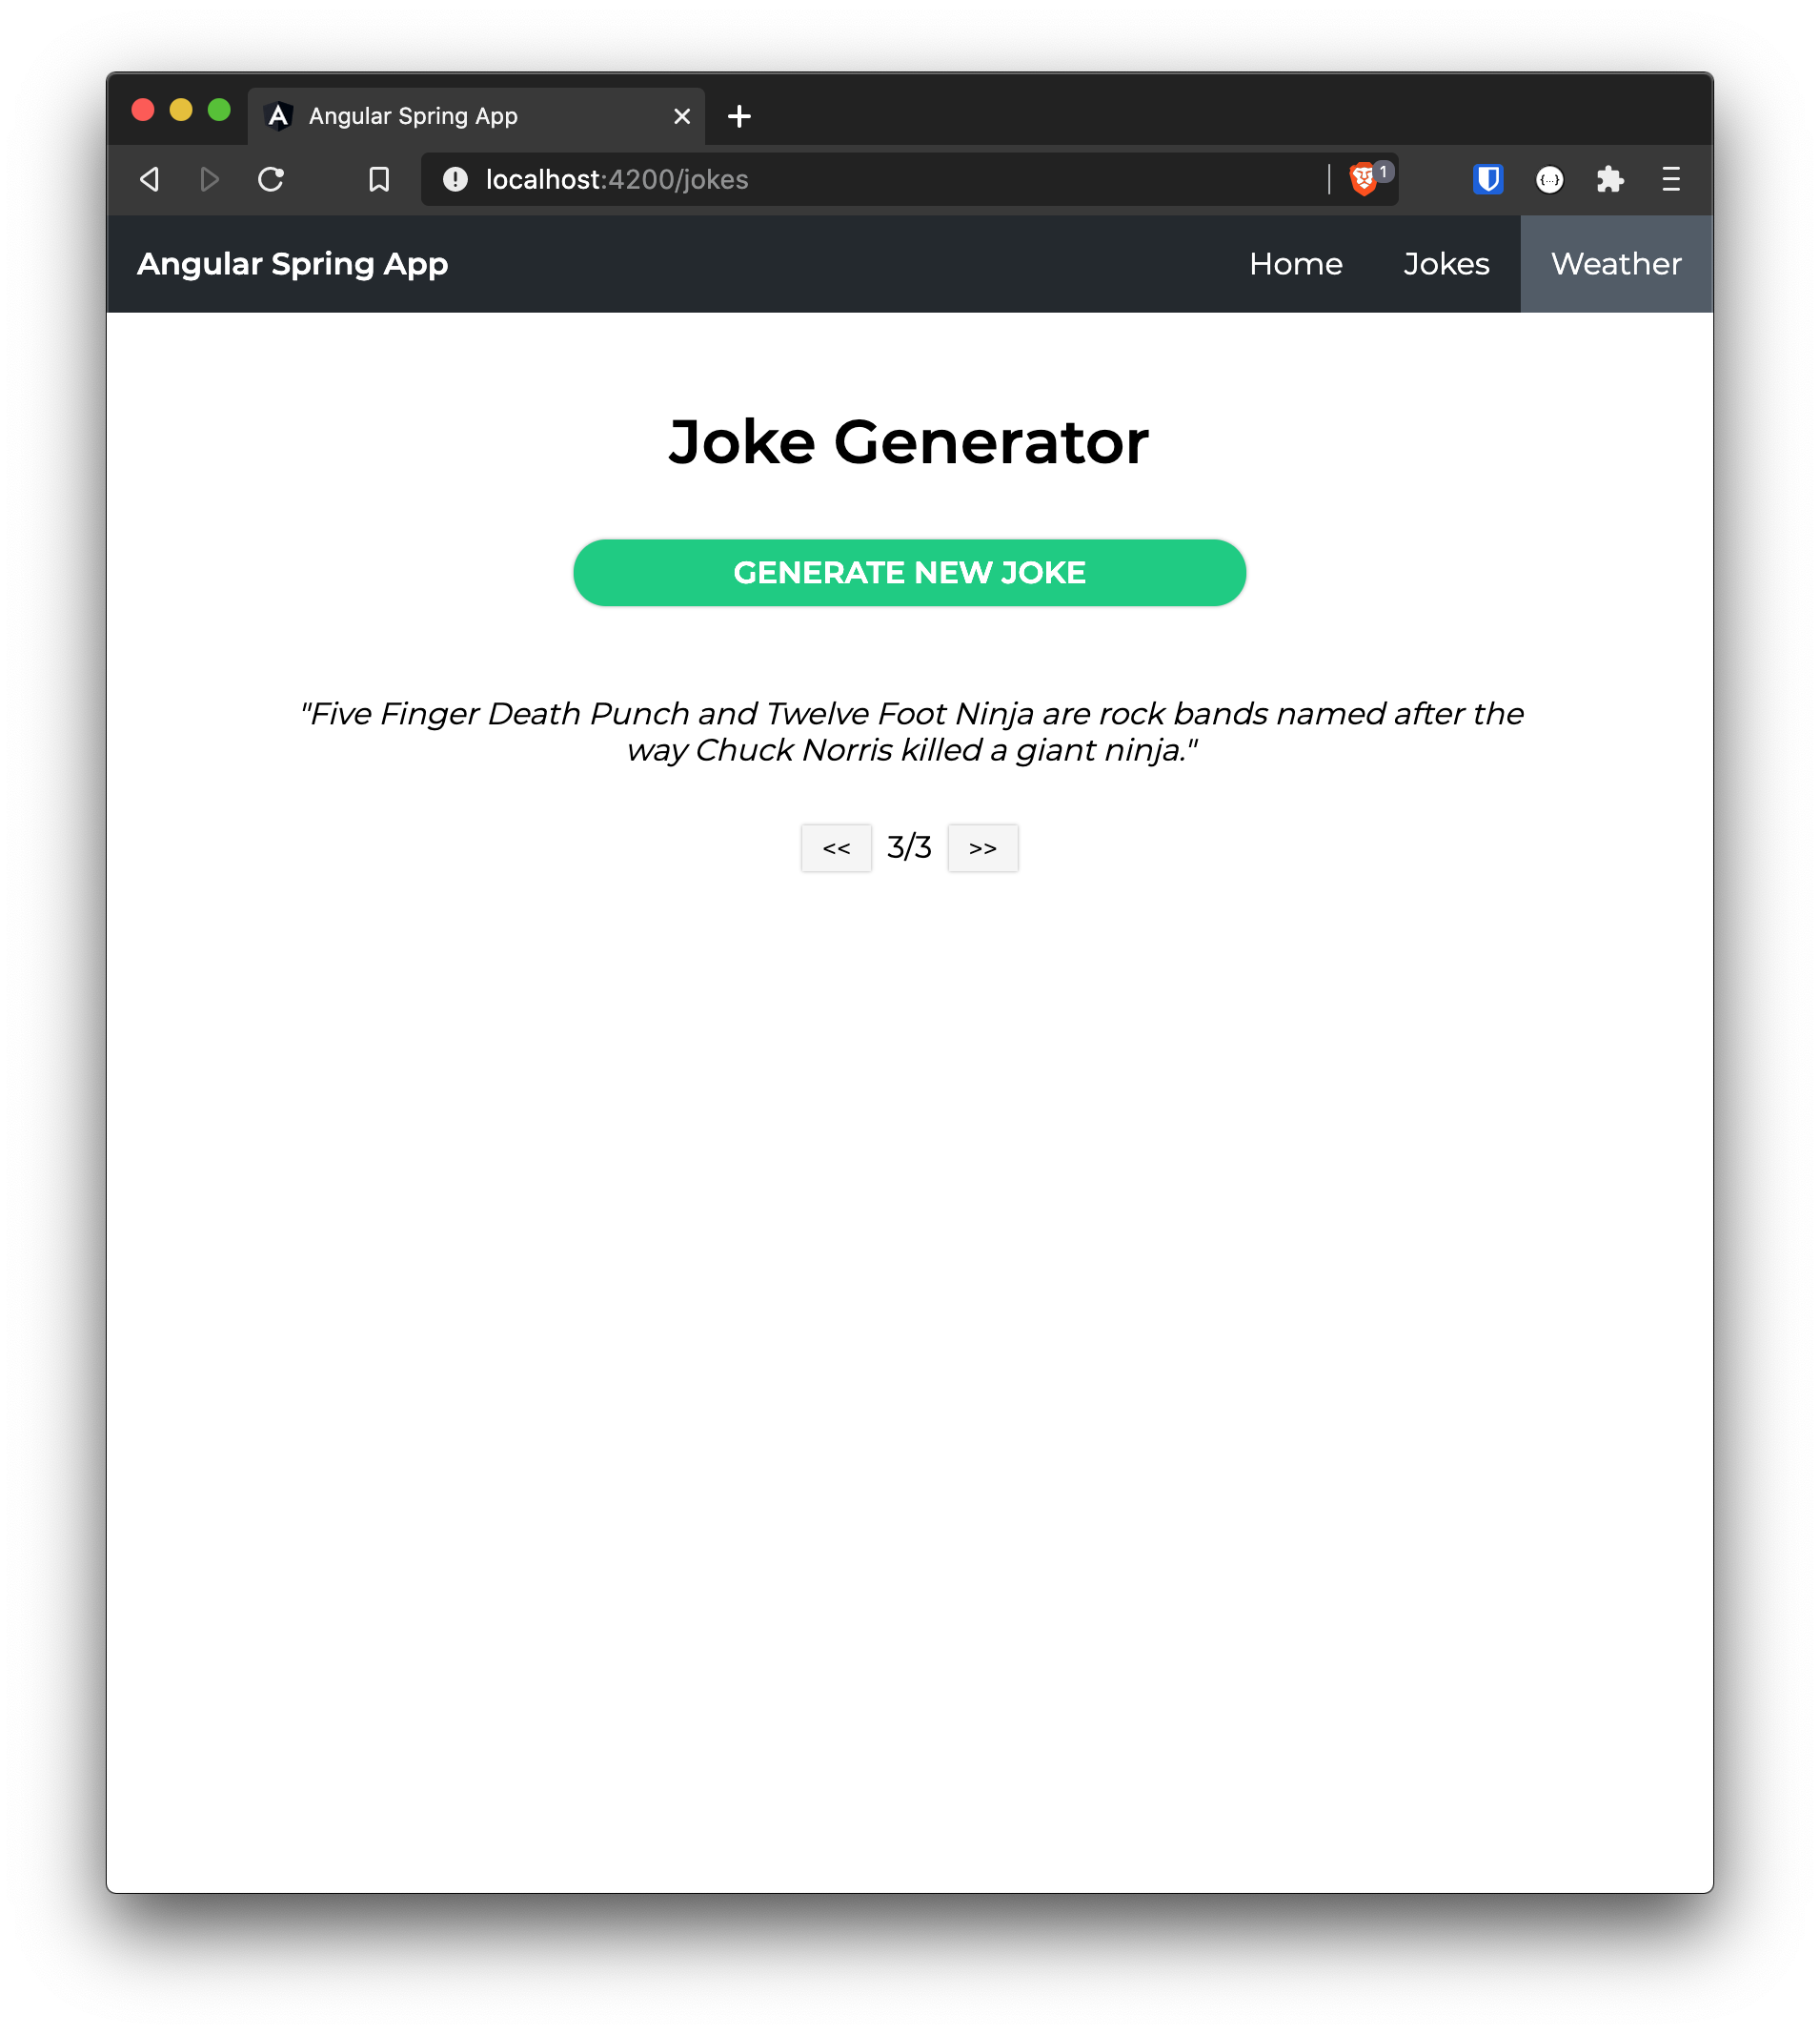 Angular Spring App
localhost:4200/jokes
1
Angular Spring App Home Jokes Weather
Joke Generator
GENERATE NEW JOKE
"Five Finger Death Punch and Twelve Foot Ninja are rock bands named after the
way Chuck Norris killed a giant ninja."
<< 3/3 >>